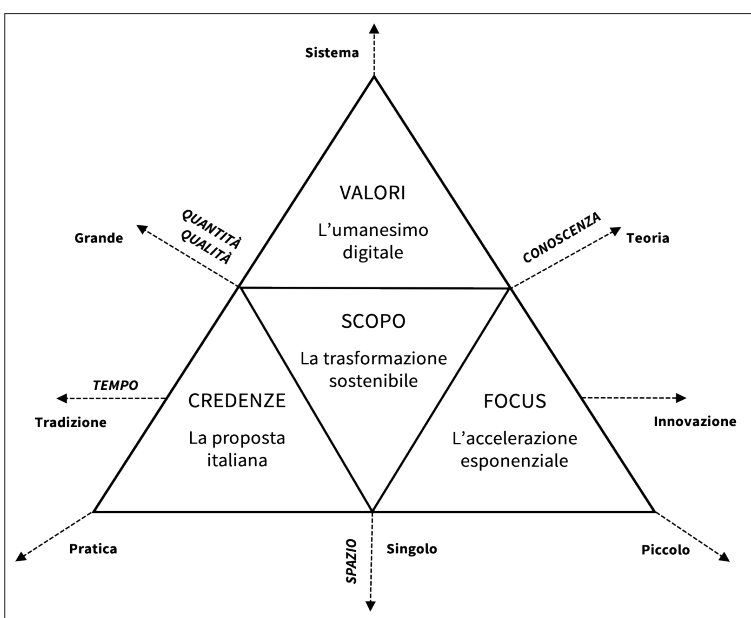 Sistema
VALORI
L'umanesimo
digitale
QUANTITÀ
QUALITÀ
Grande
CONOSCENZA
Teoria
SCOPO
La trasformazione
sostenibile
TEMPO
Tradizione
CREDENZE
La proposta
italiana
FOCUS
L'accelerazione
esponenziale
Innovazione
Pratica
SPAZIO
Singolo
Piccolo